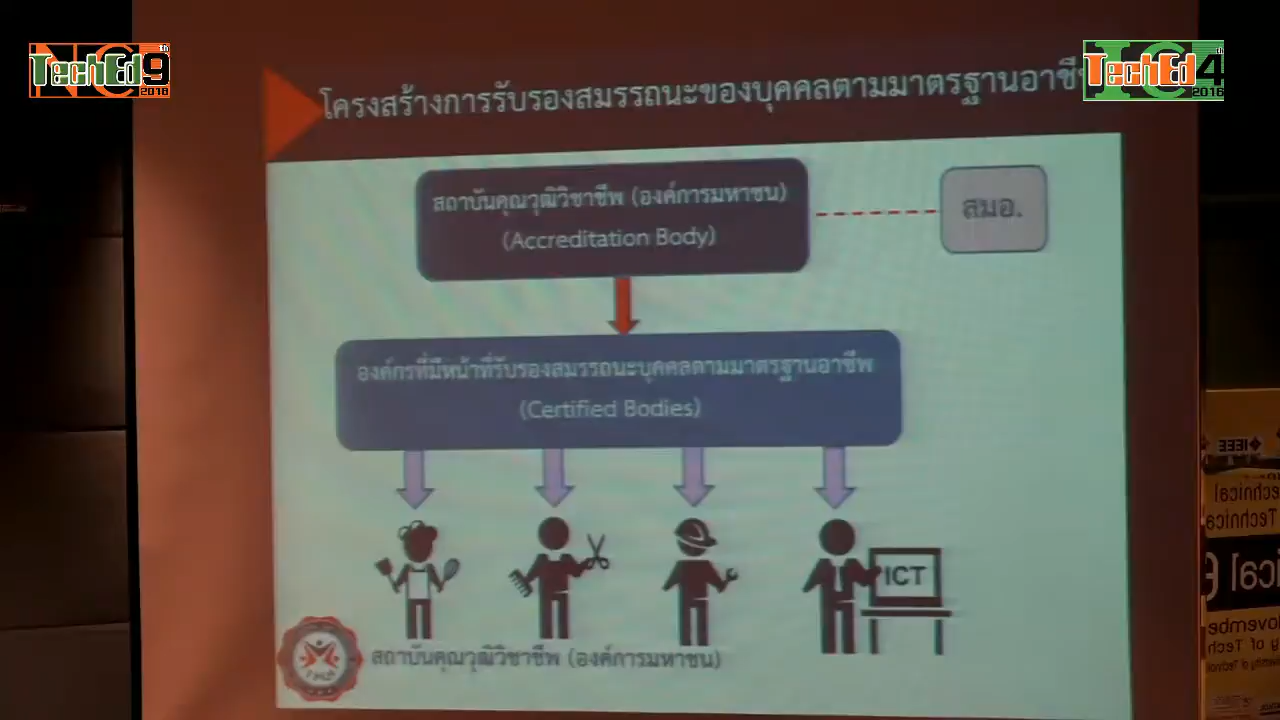 NC
TechEd 9th
2016
IC
TechEd 4th
2016
โครงสร้างการรับรองสมรรถนะของบุคคลตามมาตรฐานอาชี
สถาบันคุณวุฒิวิชาชีพ (องค์การมหาชน)
(Accreditation Body)
สมอ.
องค์กรที่มีหน้าที่รับรองสมรรถนะบุคคลตามมาตรฐานอาชีพ
(Certified Bodies)
ICT
สถาบันคุณวุฒิวิชาชีพ (องค์การมหาชน)
IEEE